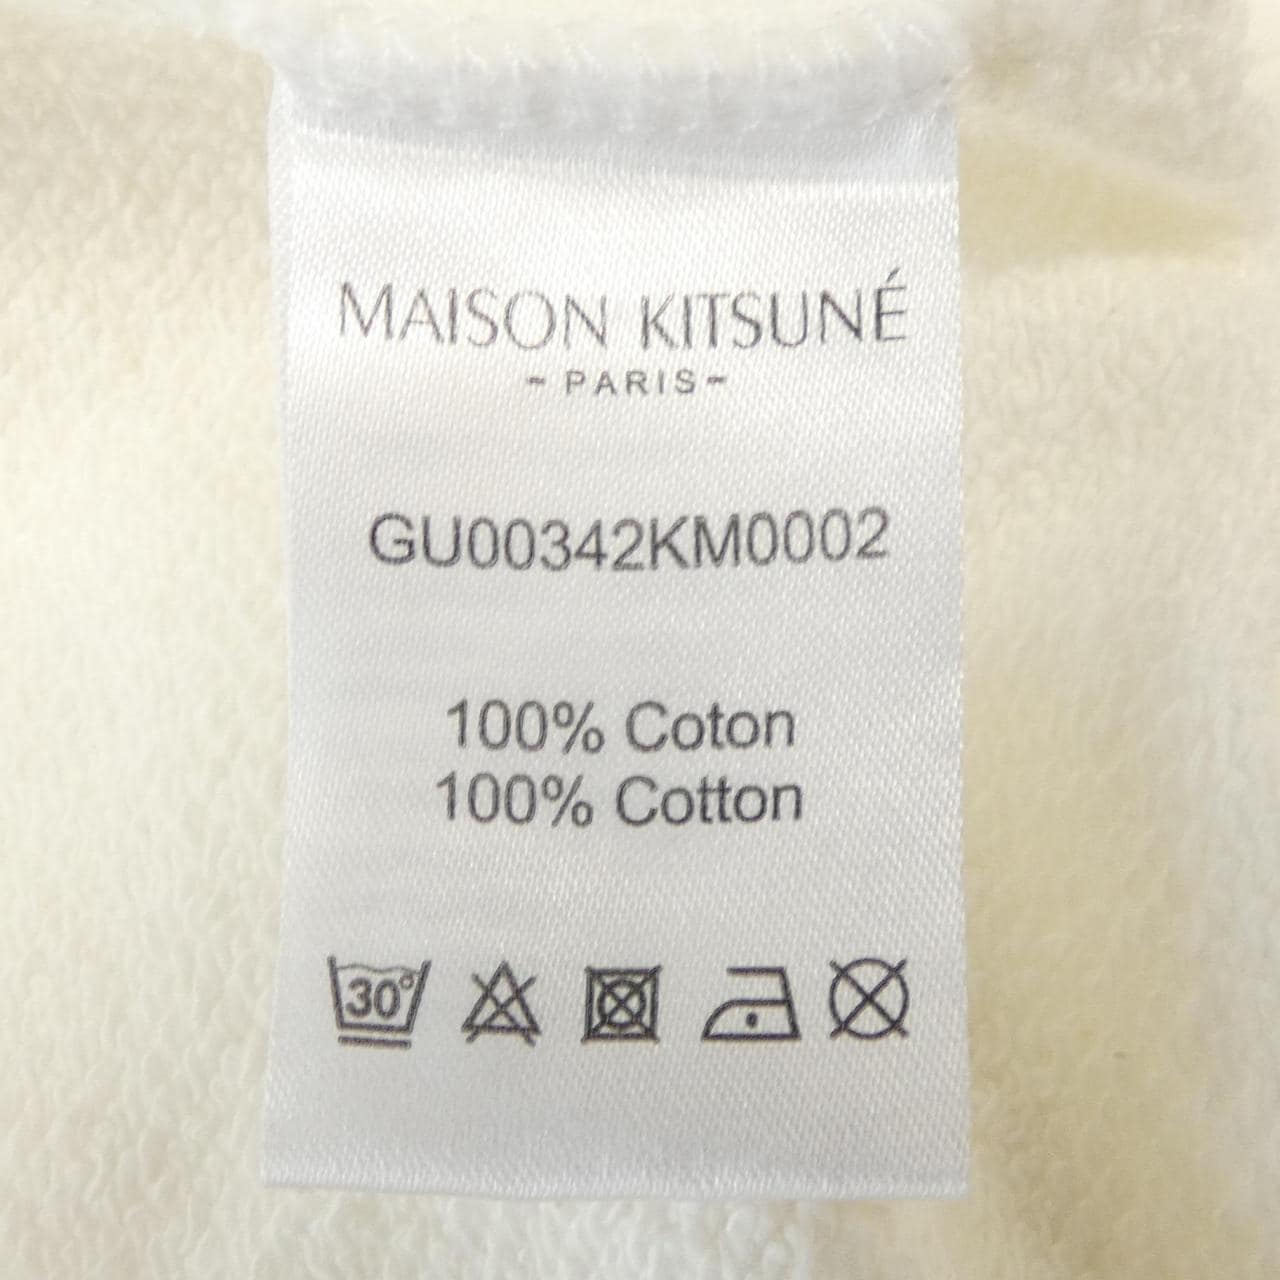 MAISON KITSUNÉ
- PARIS -
GU00342KM0002
100% Coton
100% Cotton
30°